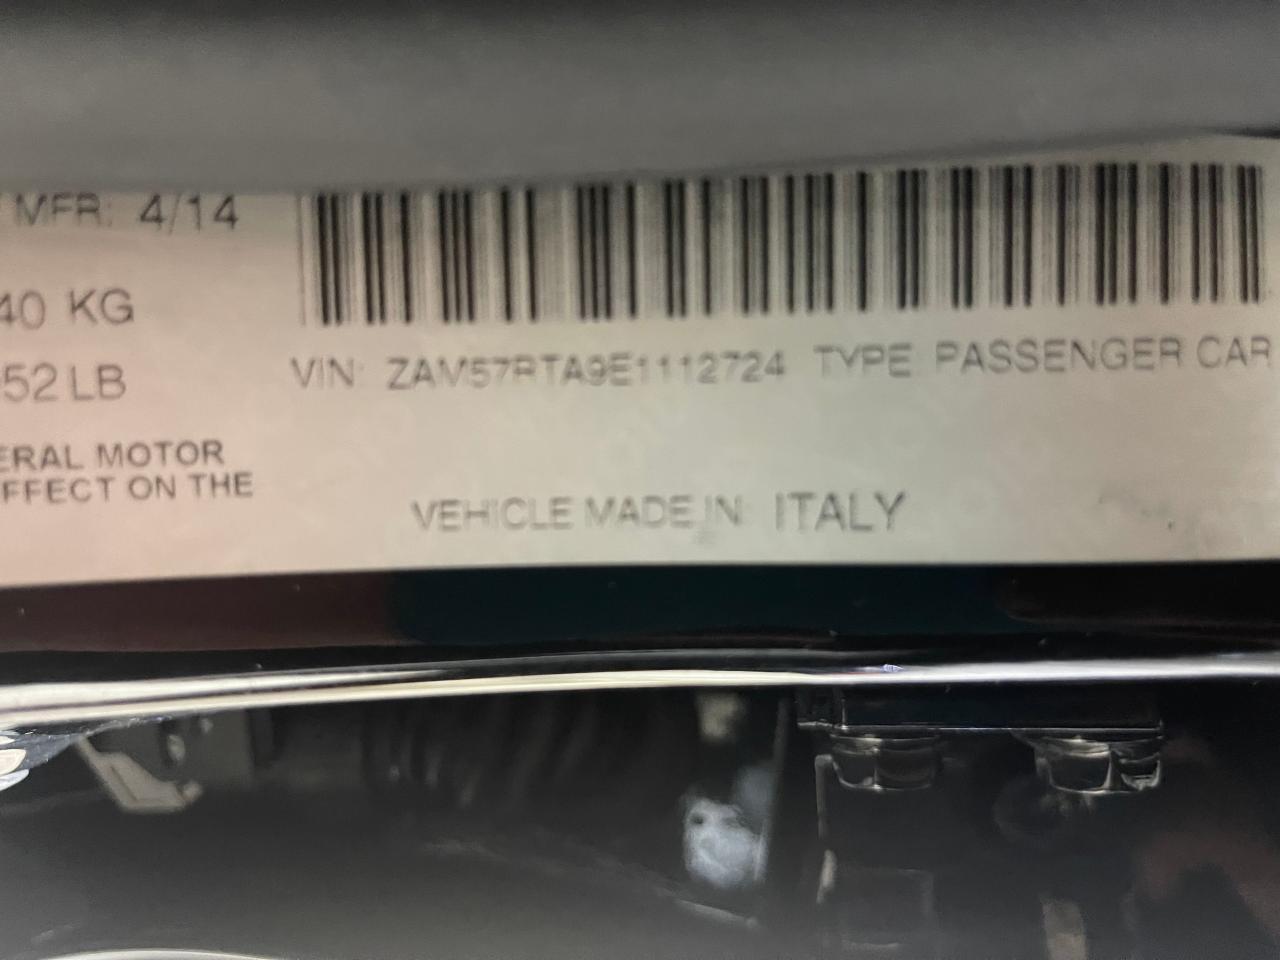 MFR: 4/14
40 KG
52 LB
VIN: ZAM57RTA9E1112724 TYPE: PASSENGER CAR
ERAL MOTOR
FFECT ON THE
VEHICLE MADE IN: ITALY